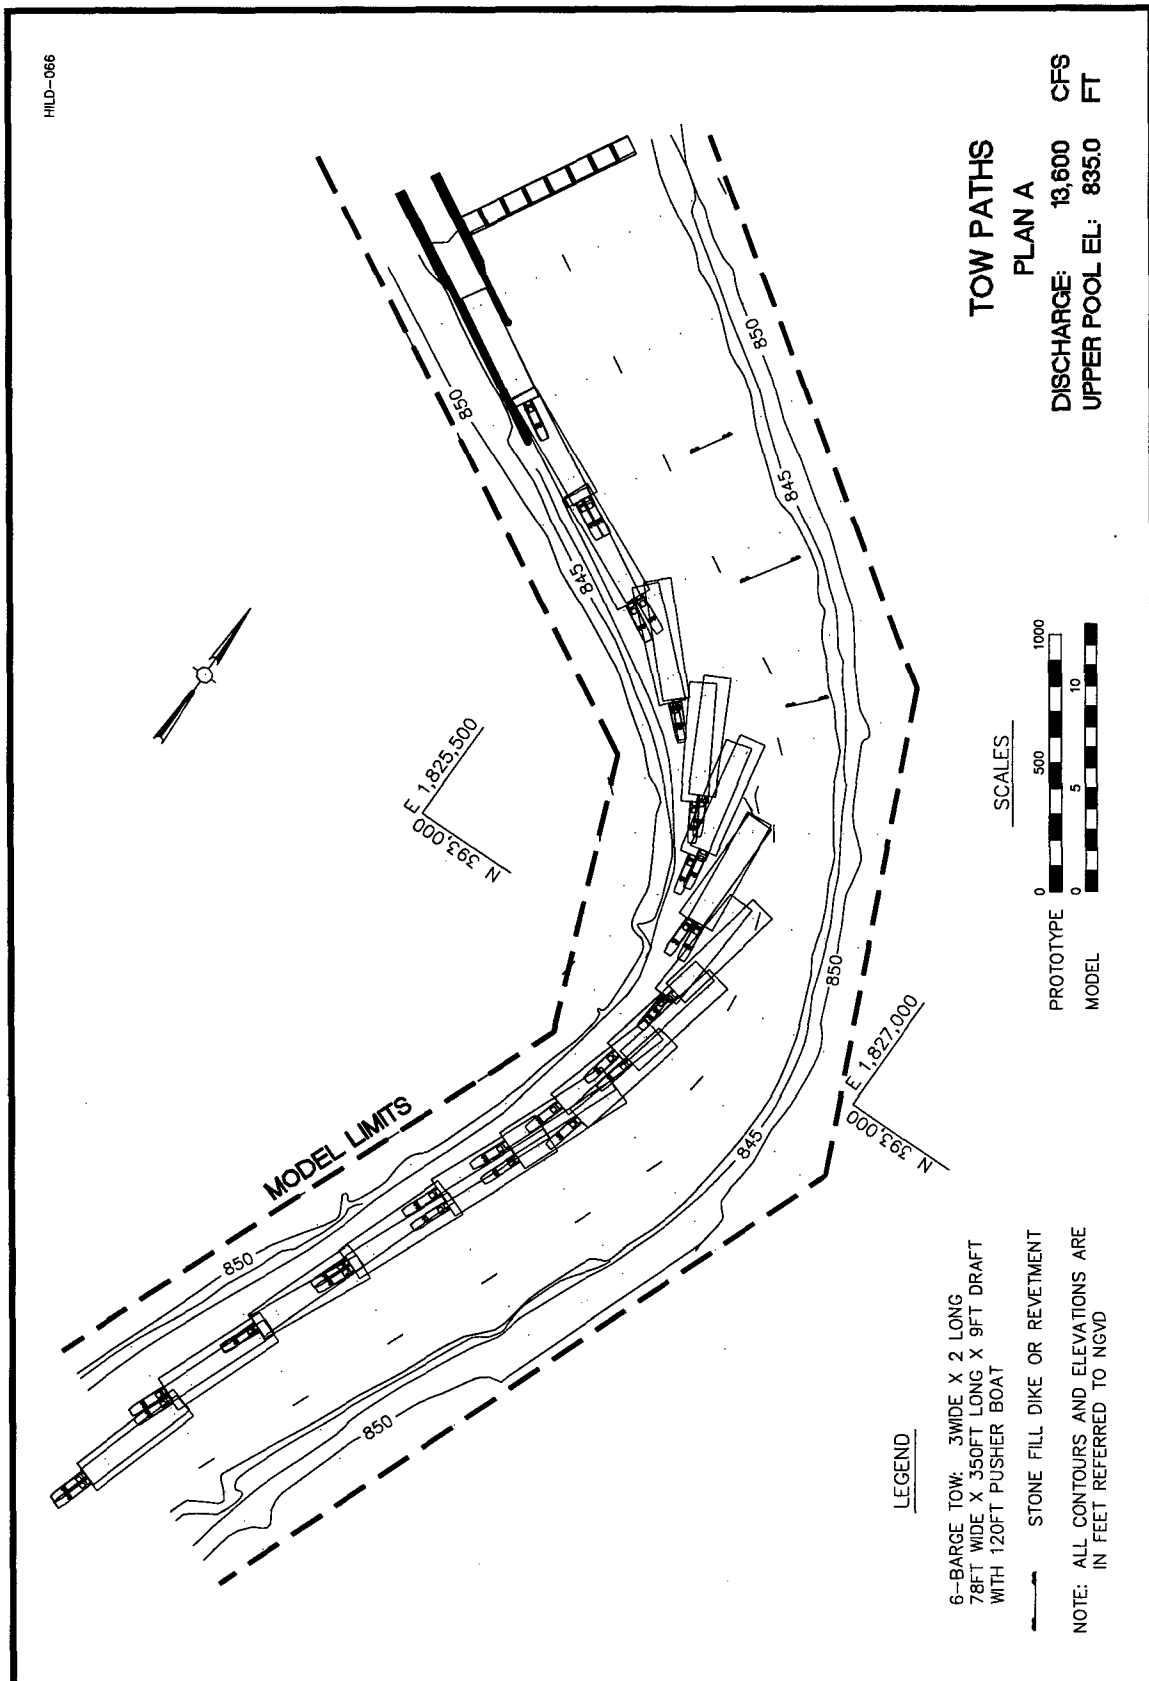 HILD-066
TOW PATHS
PLAN A
DISCHARGE: 13,600 CFS
UPPER POOL EL: 835.0 FT
850
845
850
845
E 1,825,500
N 393,000
MODEL LIMITS
850
850
845
850
E 1,827,000
N 393,000
SCALES
PROTOTYPE 0 500 1000
MODEL 0 5 10
LEGEND
6-BARGE TOW: 3WIDE X 2 LONG
78FT WIDE X 350FT LONG X 9FT DRAFT
WITH 120FT PUSHER BOAT
STONE FILL DIKE OR REVETMENT
NOTE: ALL CONTOURS AND ELEVATIONS ARE
IN FEET REFERRED TO NGVD